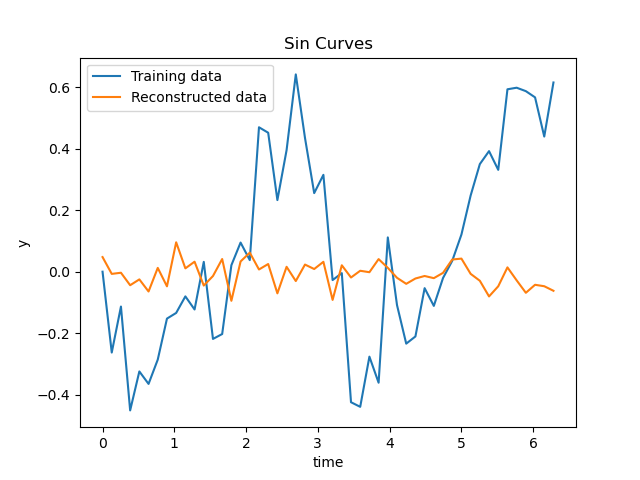 Sin Curves
Training data
Reconstructed data
y
0.6
0.4
0.2
0.0
−0.2
−0.4
0 1 2 3 4 5 6
time